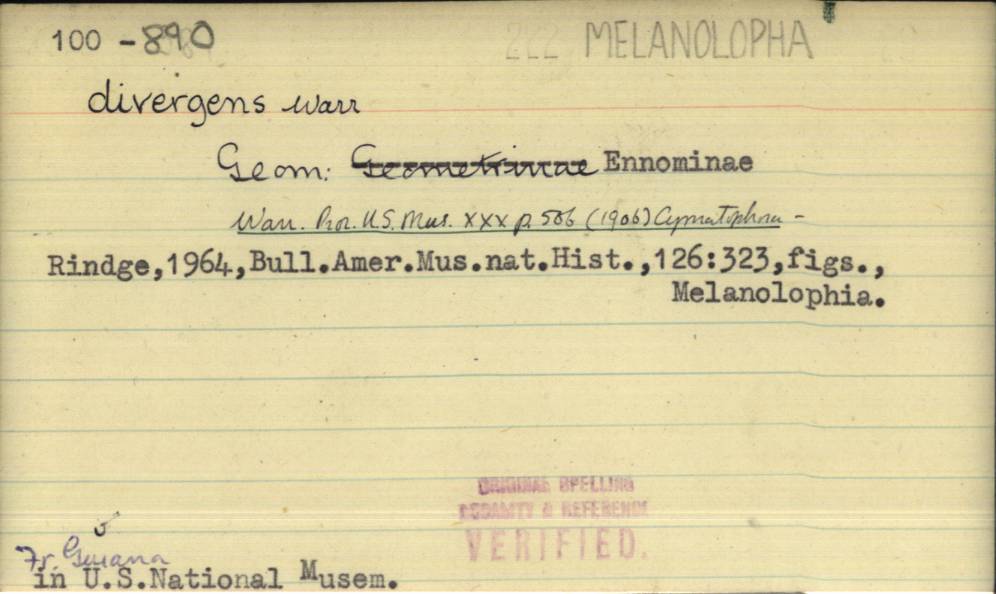 100 -890 MELANOLOPHA
divergens Warr
Geom: Geometrinae Ennominae
Warr. Proc. U.S. Mus. XXX p. 506 (1906) Cymatophora -
Rindge,1964,Bull.Amer.Mus.nat.Hist.,126:323,figs.,
Melanolophia.
ORIGINAL SPELLING
& REFERENCE
VERIFIED.
♂
Fr. Guiana
in U.S.National Musem.